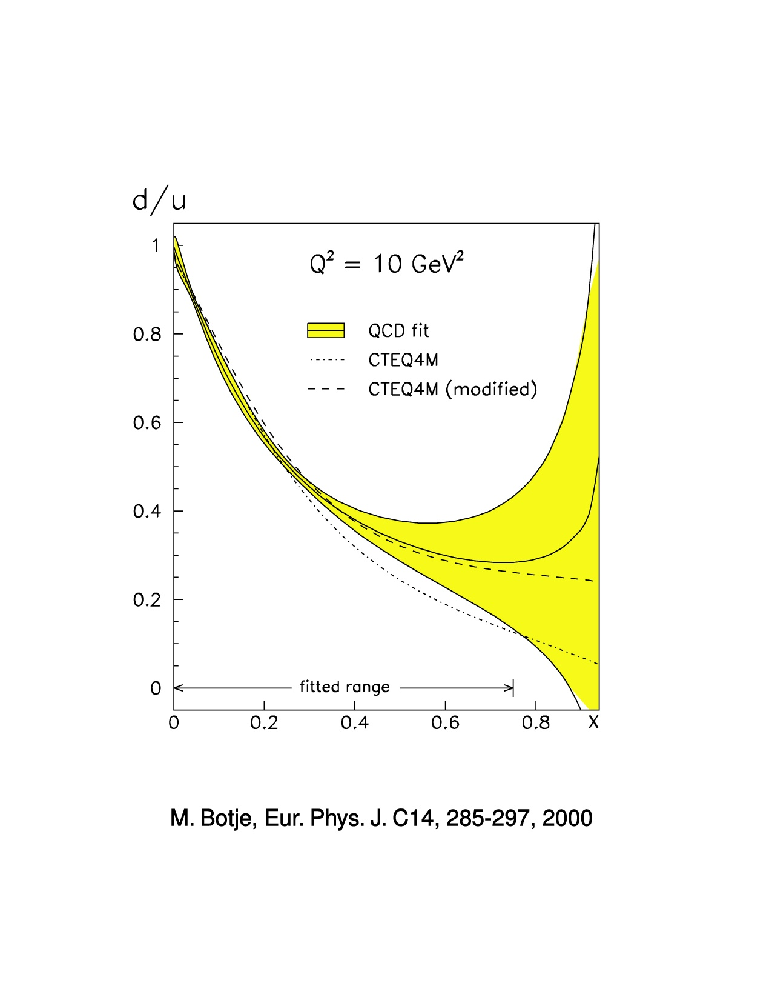 d/u
1
0.8
0.6
0.4
0.2
0
Q² = 10 GeV²
QCD fit
CTEQ4M
CTEQ4M (modified)
fitted range
0 0.2 0.4 0.6 0.8 X
M. Botje, Eur. Phys. J. C14, 285-297, 2000